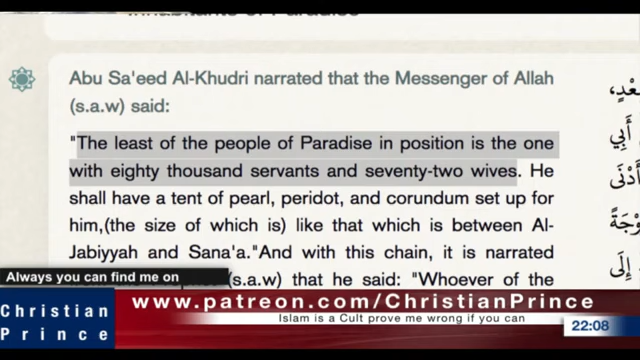 Abu Sa'eed Al-Khudri narrated that the Messenger of Allah
(s.a.w) said:
"The least of the people of Paradise in position is the one
with eighty thousand servants and seventy-two wives. He
shall have a tent of pearl, peridot, and corundum set up for
him,(the size of which is) like that which is between Al-
Jabiyyah and Sana'a."And with this chain, it is narrated
(s.a.w) that he said: "Whoever of the
أبي
أدنى
إلى
Always you can find me on
www.patreon.com/ChristianPrince
Islam is a Cult prove me wrong if you can
Christian
Prince
22:08